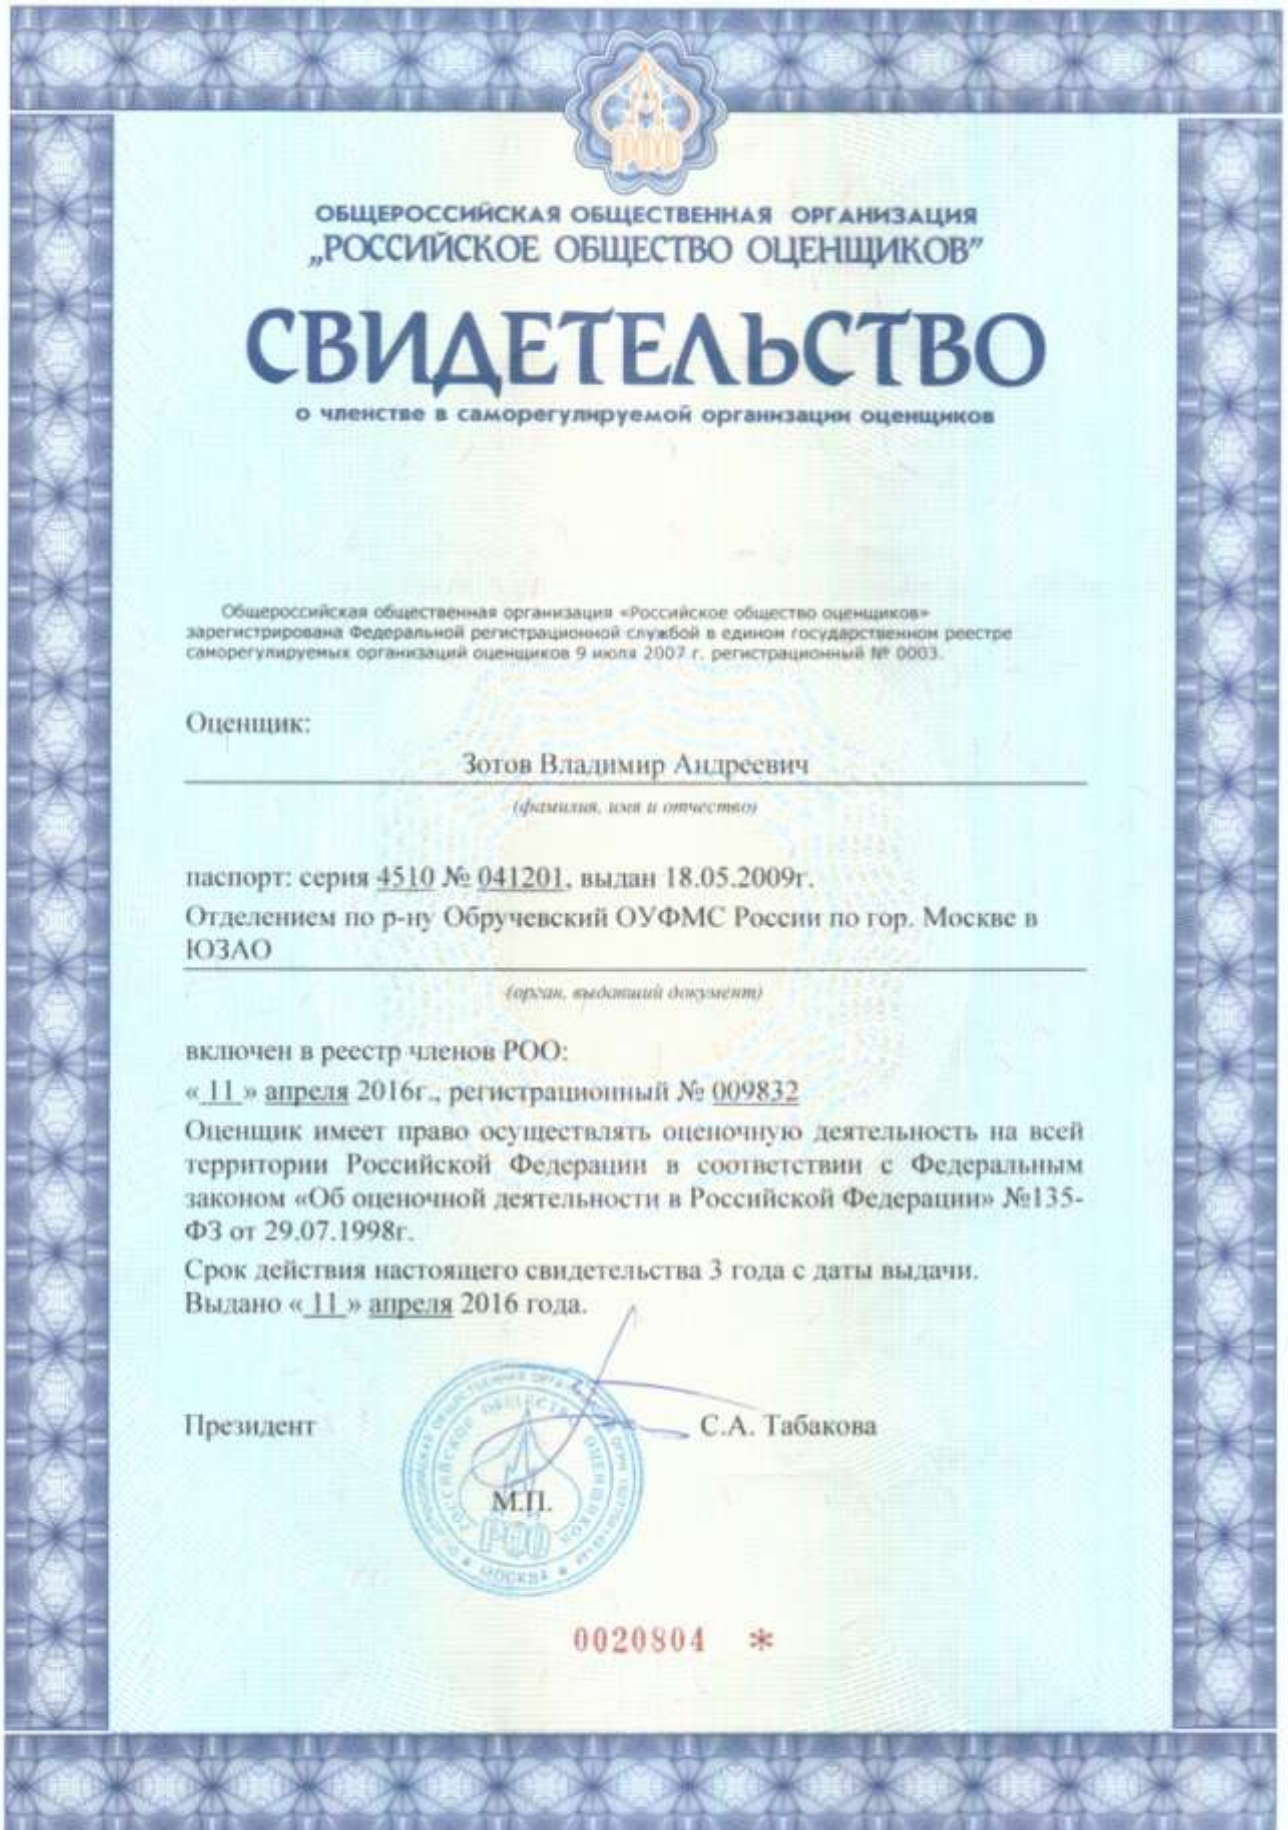 РОО
ОБЩЕРОССИЙСКАЯ ОБЩЕСТВЕННАЯ ОРГАНИЗАЦИЯ
„РОССИЙСКОЕ ОБЩЕСТВО ОЦЕНЩИКОВ”
СВИДЕТЕЛЬСТВО
о членстве в саморегулируемой организации оценщиков
Общероссийская общественная организация «Российское общество оценщиков»
зарегистрирована Федеральной регистрационной службой в едином государственном реестре
саморегулируемых организаций оценщиков 9 июля 2007 г. регистрационный № 0003.
Оценщик:
Зотов Владимир Андреевич
(фамилия, имя и отчество)
паспорт: серия 4510 № 041201, выдан 18.05.2009г.
Отделением по р-ну Обручевский ОУФМС России по гор. Москве в
ЮЗАО
(орган, выдавший документ)
включен в реестр членов РОО:
« 11 » апреля 2016г., регистрационный № 009832
Оценщик имеет право осуществлять оценочную деятельность на всей
территории Российской Федерации в соответствии с Федеральным
законом «Об оценочной деятельности в Российской Федерации» №135-
ФЗ от 29.07.1998г.
Срок действия настоящего свидетельства 3 года с даты выдачи.
Выдано « 11 » апреля 2016 года.
Президент
С.А. Табакова
М.П.
РОССИЙСКОЕ ОБЩЕСТВО ОЦЕНЩИКОВ
РОО
МОСКВА
0020804 *